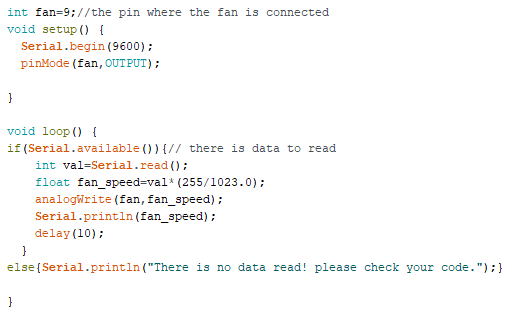 int fan=9;//the pin where the fan is connected
void setup() {
  Serial.begin(9600);
  pinMode(fan,OUTPUT);
}
void loop() {
if(Serial.available()){// there is data to read
    int val=Serial.read();
    float fan_speed=val*(255/1023.0);
    analogWrite(fan,fan_speed);
    Serial.println(fan_speed);
    delay(10);
  }
else{Serial.println("There is no data read! please check your code.");}
}